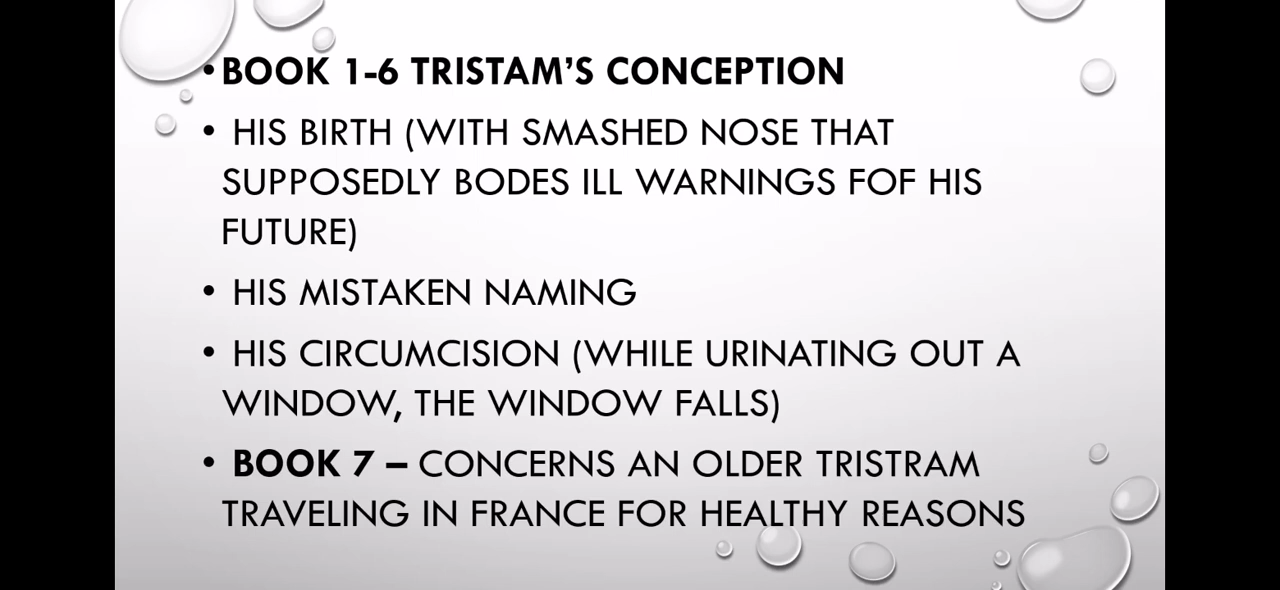 • BOOK 1-6 TRISTAM'S CONCEPTION
• HIS BIRTH (WITH SMASHED NOSE THAT
SUPPOSEDLY BODES ILL WARNINGS FOF HIS
FUTURE)
• HIS MISTAKEN NAMING
• HIS CIRCUMCISION (WHILE URINATING OUT A
WINDOW, THE WINDOW FALLS)
• BOOK 7 – CONCERNS AN OLDER TRISTRAM
TRAVELING IN FRANCE FOR HEALTHY REASONS